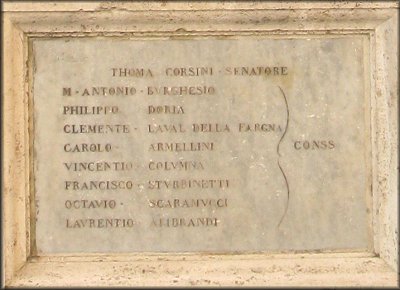 THOMA CORSINI · SENATORE
M · ANTONIO · BVRGHESIO
PHILIPPO · DORIA
CLEMENTE · LAVAL DELLA FARGNA
CAROLO · ARMELLINI CONSS
VINCENTIO · COLVMNA
FRANCISCO · STVRBINETTI
OCTAVIO · SCARAMVCCI
LAVRENTIO · ALIBRANDI